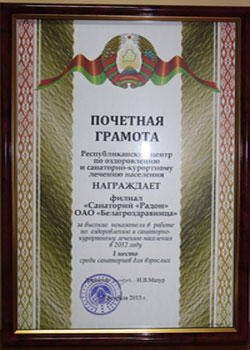 ПОЧЕТНАЯ
ГРАМОТА
Республиканский центр
по оздоровлению
и санаторно-курортному
лечению населения
НАГРАЖДАЕТ
филиал
«Санаторий «Радон»
ОАО «Белагроздравница»
за высокие показатели в работе
по оздоровлению и санаторно-
курортному лечению населения
в 2012 году
1 место
среди санаториев для взрослых
Н.В.Мазур
2013 г.